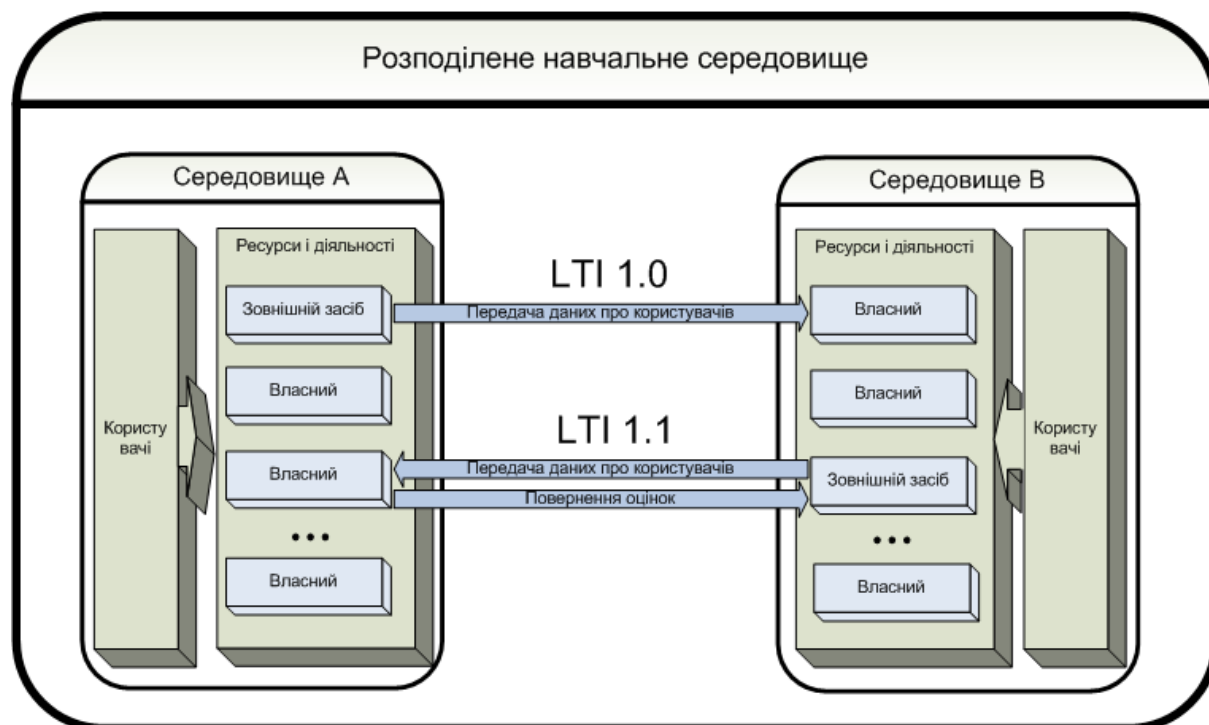 Розподілене навчальне середовище
Середовище А
Користу
вачі
Ресурси і діяльності
Зовнішній засіб
Власний
Власний
•••
Власний
LTI 1.0
Передача даних про користувачів
LTI 1.1
Передача даних про користувачів
Повернення оцінок
Середовище В
Ресурси і діяльності
Власний
Власний
Зовнішній засіб
•••
Власний
Користу
вачі